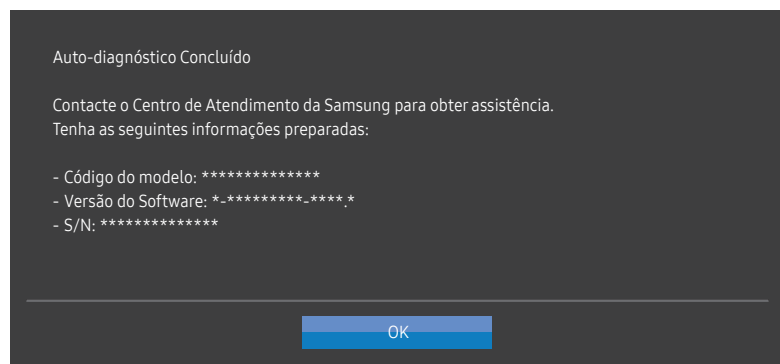 Auto-diagnóstico Concluído
Contacte o Centro de Atendimento da Samsung para obter assistência.
Tenha as seguintes informações preparadas:
- Código do modelo: **************
- Versão do Software: *-*********-****.*
- S/N: **************
OK